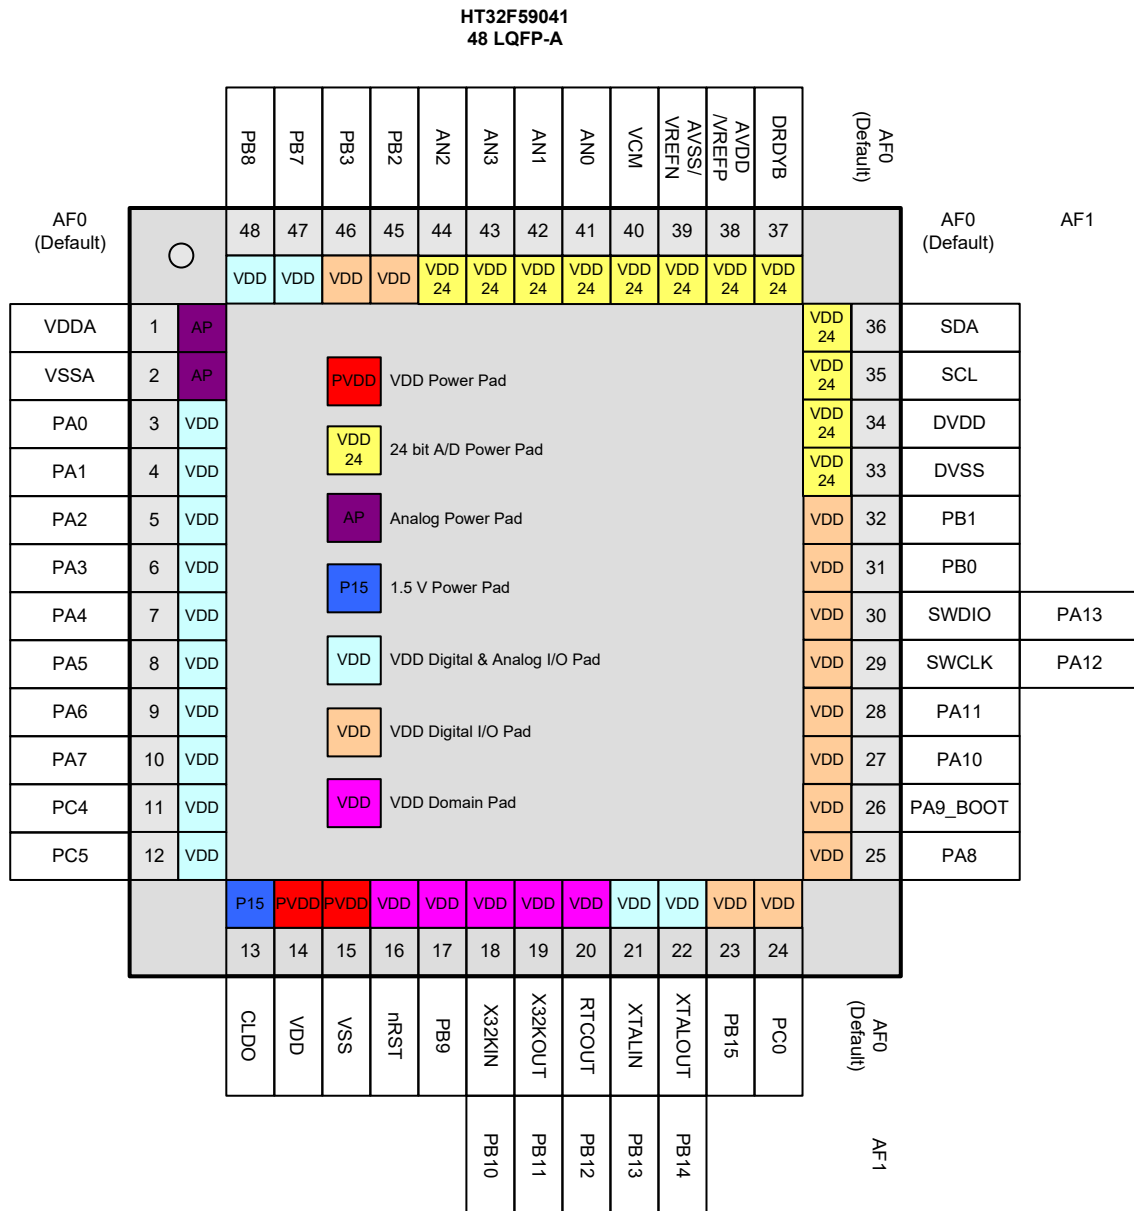 HT32F59041
48 LQFP-A
PB8
PB7
PB3
PB2
AN2
AN3
AN1
AN0
VCM
AVSS/
VREFN
AVDD
/VREFP
DRDYB
AF0
(Default)
AF0
(Default)
48 47 46 45 44 43 42 41 40 39 38 37
AF0
(Default)
AF1
VDD VDD VDD VDD VDD VDD VDD VDD VDD VDD VDD VDD
24 24 24 24 24 24 24 24
VDDA 1 AP
VSSA 2 AP
PA0 3 VDD
PA1 4 VDD
PA2 5 VDD
PA3 6 VDD
PA4 7 VDD
PA5 8 VDD
PA6 9 VDD
PA7 10 VDD
PC4 11 VDD
PC5 12 VDD
PVDD VDD Power Pad
VDD
24 24 bit A/D Power Pad
AP Analog Power Pad
P15 1.5 V Power Pad
VDD VDD Digital & Analog I/O Pad
VDD VDD Digital I/O Pad
VDD VDD Domain Pad
VDD
24 36 SDA
VDD
24 35 SCL
VDD
24 34 DVDD
VDD
24 33 DVSS
VDD 32 PB1
VDD 31 PB0
VDD 30 SWDIO PA13
VDD 29 SWCLK PA12
VDD 28 PA11
VDD 27 PA10
VDD 26 PA9_BOOT
VDD 25 PA8
P15 PVDD PVDD VDD VDD VDD VDD VDD VDD VDD VDD VDD
13 14 15 16 17 18 19 20 21 22 23 24
CLDO
VDD
VSS
nRST
PB9
X32KIN
X32KOUT
RTCOUT
XTALIN
XTALOUT
PB15
PC0
AF0
(Default)
PB10
PB11
PB12
PB13
PB14
AF1